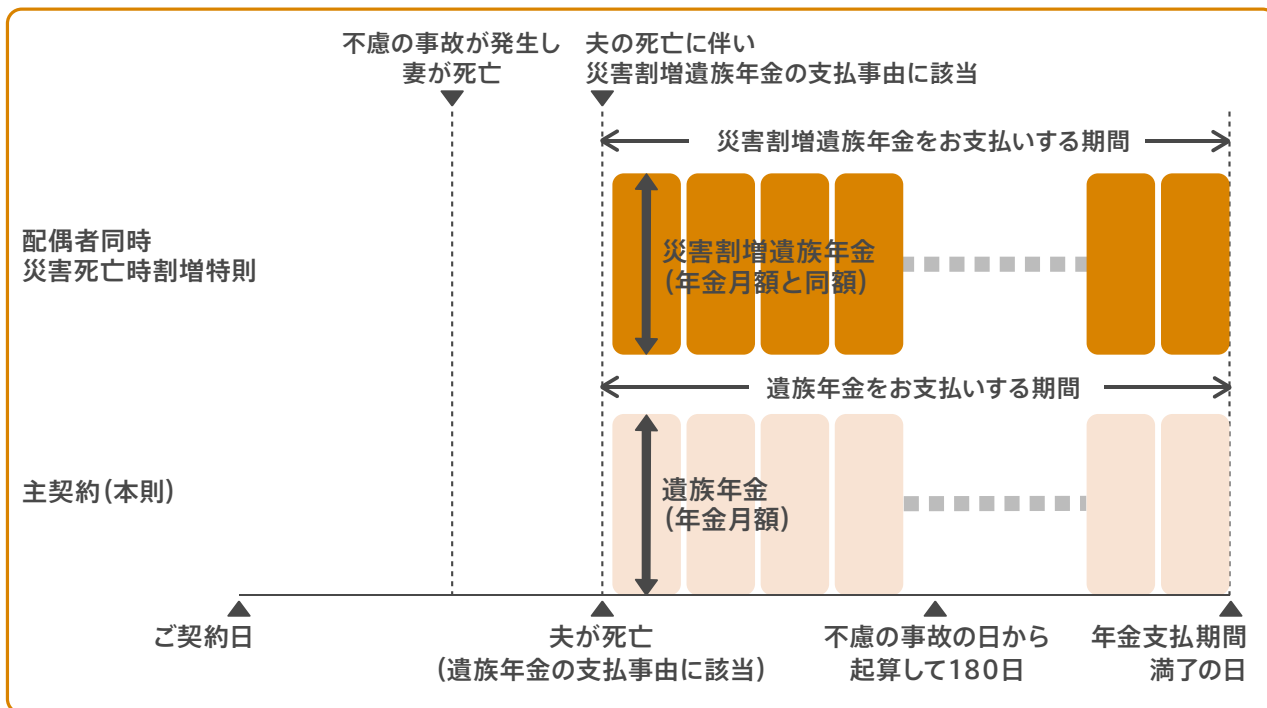 不慮の事故が発生し
妻が死亡
夫の死亡に伴い
災害割増遺族年金の支払事由に該当
災害割増遺族年金をお支払いする期間
配偶者同時
災害死亡時割増特則
災害割増遺族年金
(年金月額と同額)
遺族年金をお支払いする期間
主契約(本則)
遺族年金
(年金月額)
ご契約日
夫が死亡
(遺族年金の支払事由に該当)
不慮の事故の日から
起算して180日
年金支払期間
満了の日